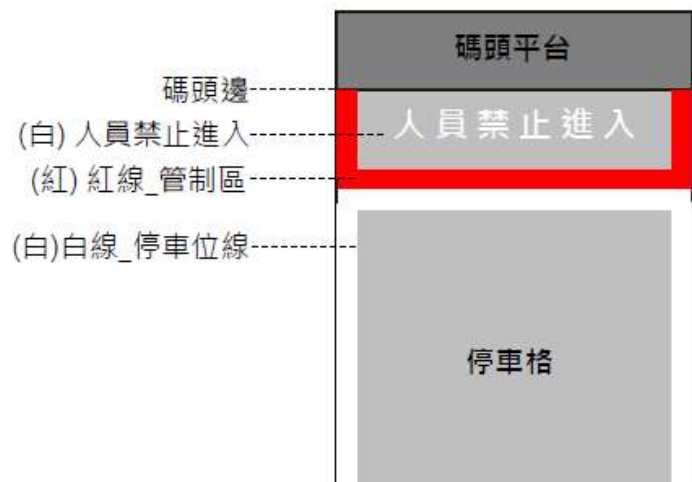 碼頭平台
碼頭邊
(白) 人員禁止進入
人員禁止進入
(紅) 紅線_管制區
(白)白線_停車位線
停車格